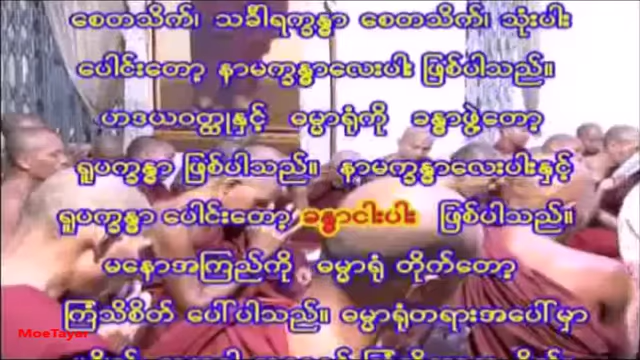 စေတသိက်၊ သင်္ခါရက္ခန္ဓာ စေတသိက်၊ သုံးပါး
ပေါင်းတော့ နာမက္ခန္ဓာလေးပါး ဖြစ်ပါသည်။
ဟဒယဝတ္ထုနှင့် ဓမ္မာရုံကို ခန္ဓာဖွဲ့တော့
ရူပက္ခန္ဓာ ဖြစ်ပါသည်။ နာမက္ခန္ဓာလေးပါးနှင့်
ရူပက္ခန္ဓာ ပေါင်းတော့ ခန္ဓာငါးပါး ဖြစ်ပါသည်။
မနောအကြည်ကို ဓမ္မာရုံ တိုက်တော့
ကြံသိစိတ် ပေါ်ပါသည်။ ဓမ္မာရုံတရားအပေါ်မှာ
MoeTayar